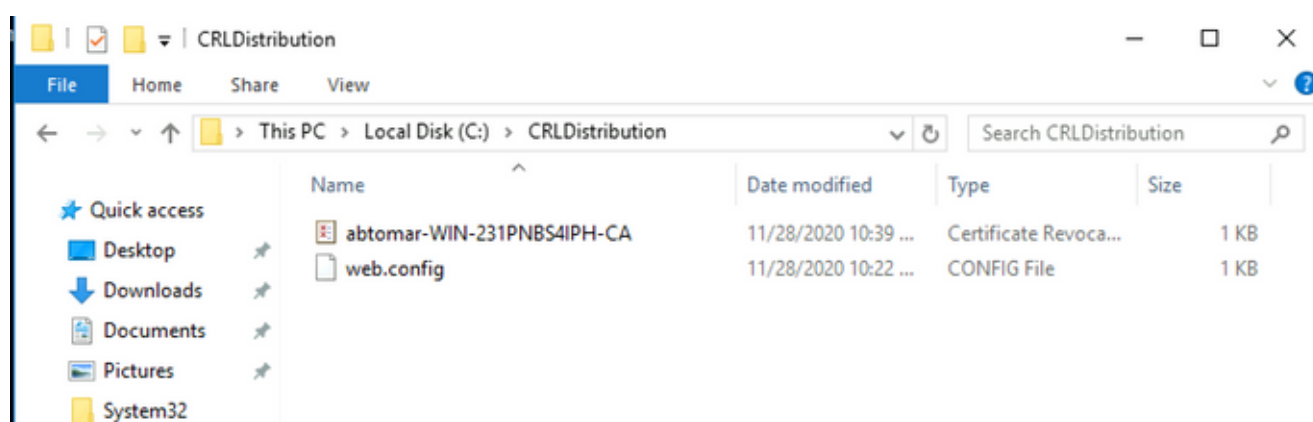 CRLDistribution
File Home Share View
This PC > Local Disk (C:) > CRLDistribution Search CRLDistribution
Name Date modified Type Size
Quick access
abtomar-WIN-231PNBS4IPH-CA 11/28/2020 10:39 ... Certificate Revoca... 1 KB
Desktop
web.config 11/28/2020 10:22 ... CONFIG File 1 KB
Downloads
Documents
Pictures
System32